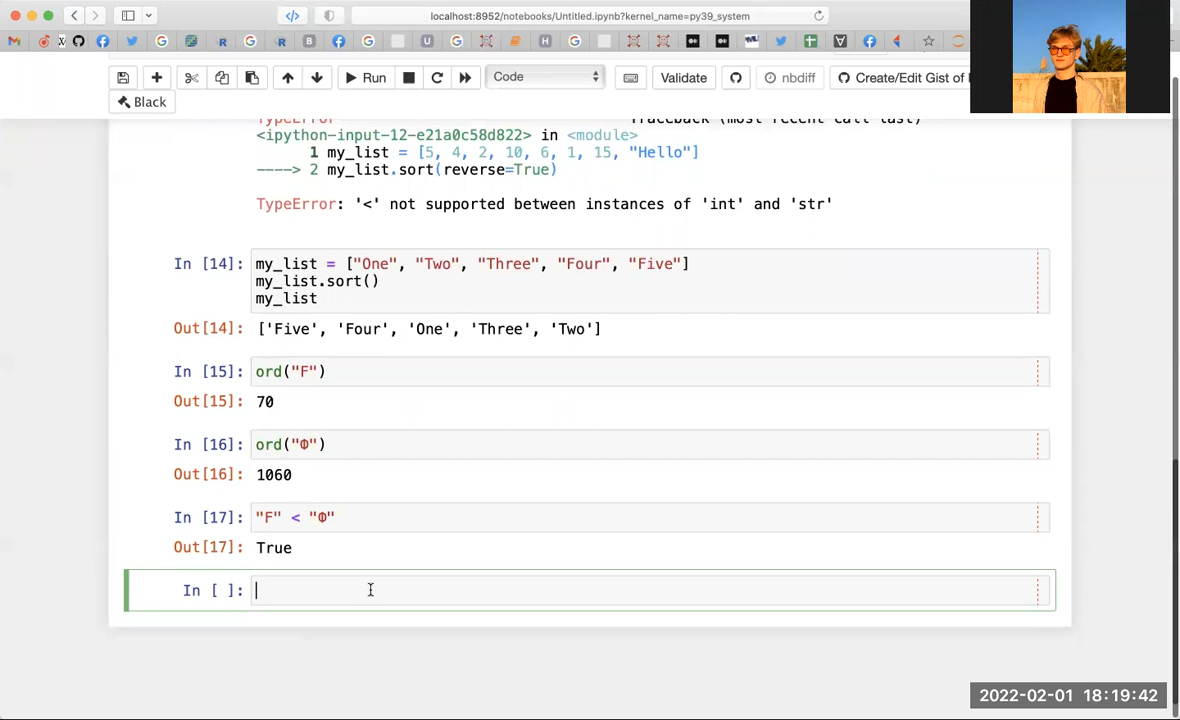 localhost:8952/notebooks/Untitled.ipynb?kernel_name=py39_system
Run
Code
Validate
nbdiff
Create/Edit Gist of
Black
TypeError Traceback (most recent call last)
<ipython-input-12-e21a0c58d822> in <module>
1 my_list = [5, 4, 2, 10, 6, 1, 15, "Hello"]
----> 2 my_list.sort(reverse=True)
TypeError: '<' not supported between instances of 'int' and 'str'
In [14]: my_list = ["One", "Two", "Three", "Four", "Five"]
my_list.sort()
my_list
Out[14]: ['Five', 'Four', 'One', 'Three', 'Two']
In [15]: ord("F")
Out[15]: 70
In [16]: ord("Ф")
Out[16]: 1060
In [17]: "F" < "Ф"
Out[17]: True
In [ ]:
2022-02-01 18:19:42